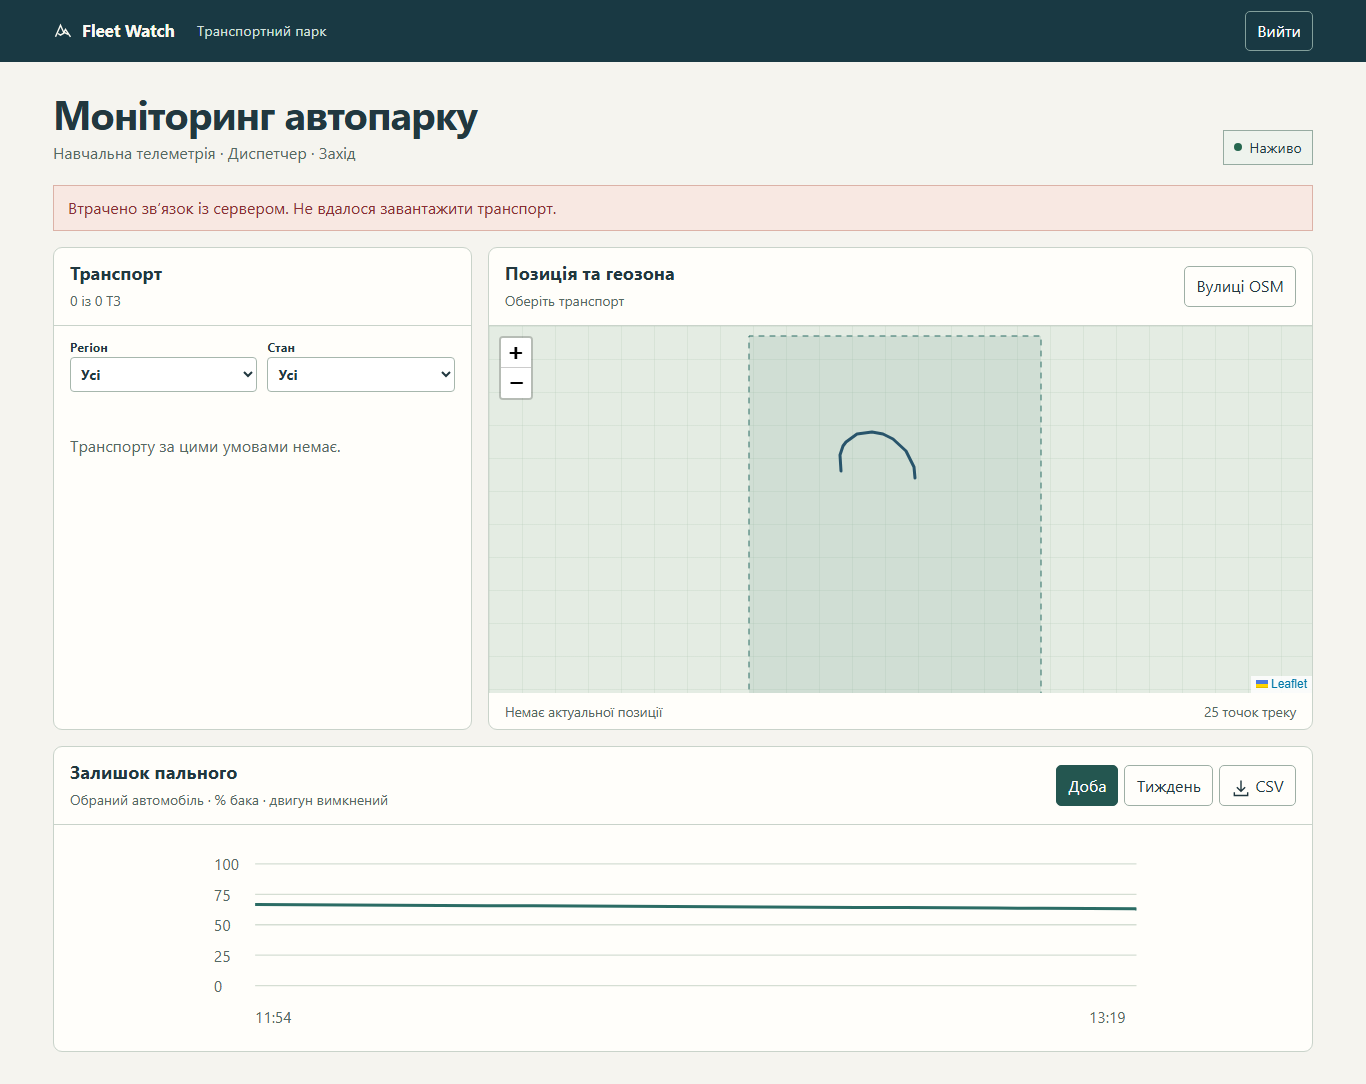 Fleet Watch
Транспортний парк
Вийти
Моніторинг автопарку
Навчальна телеметрія · Диспетчер · Захід
Наживо
Втрачено зв’язок із сервером. Не вдалося завантажити транспорт.
Транспорт
0 із 0 ТЗ
Регіон
Стан
Усі
Усі
Транспорту за цими умовами немає.
Позиція та геозона
Оберіть транспорт
Вулиці OSM
+
−
Leaflet
Немає актуальної позиції
25 точок треку
Залишок пального
Обраний автомобіль · % бака · двигун вимкнений
Доба
Тиждень
CSV
100
75
50
25
0
11:54
13:19